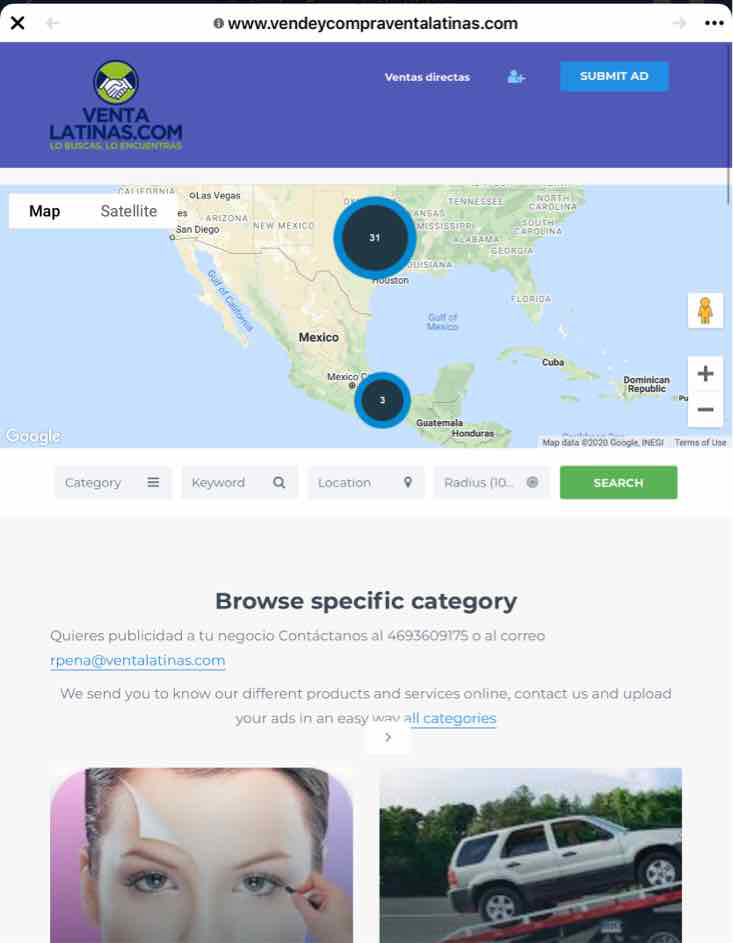 www.vendeycompraventalatinas.com
VENTA
LATINAS.COM
LO BUSCAS, LO ENCUENTRAS
Ventas directas
SUBMIT AD
Map
Satellite
CALIFORNIA
Las Vegas
ARIZONA
San Diego
NEW MEXICO
TENNESSEE
NORTH
CAROLINA
MISSISSIPPI
SOUTH
CAROLINA
ALABAMA
GEORGIA
31
Houston
Gulf of
California
FLORIDA
Gulf of
Mexico
Mexico
Cuba
Mexico C
3
Dominican
Republic
Pu
Guatemala
Honduras
Google
Map data ©2020 Google, INEGI
Terms of Use
Category
Keyword
Location
Radius (10...
SEARCH
Browse specific category
Quieres publicidad a tu negocio Contáctanos al 4693609175 o al correo
rpena@ventalatinas.com
We send you to know our different products and services online, contact us and upload
your ads in an easy way all categories